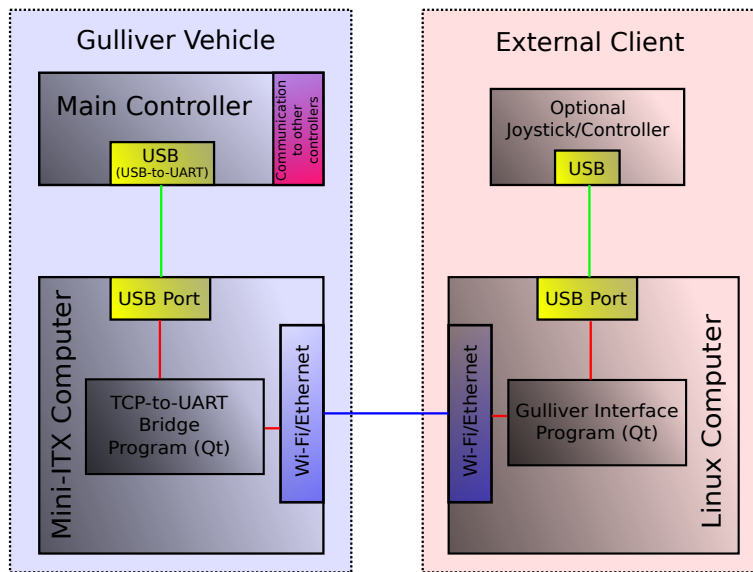 Gulliver Vehicle
Main Controller
USB
(USB-to-UART)
Communication
to other
controllers
USB Port
Mini-ITX Computer
TCP-to-UART
Bridge
Program (Qt)
Wi-Fi/Ethernet
External Client
Optional
Joystick/Controller
USB
USB Port
Wi-Fi/Ethernet
Gulliver Interface
Program (Qt)
Linux Computer